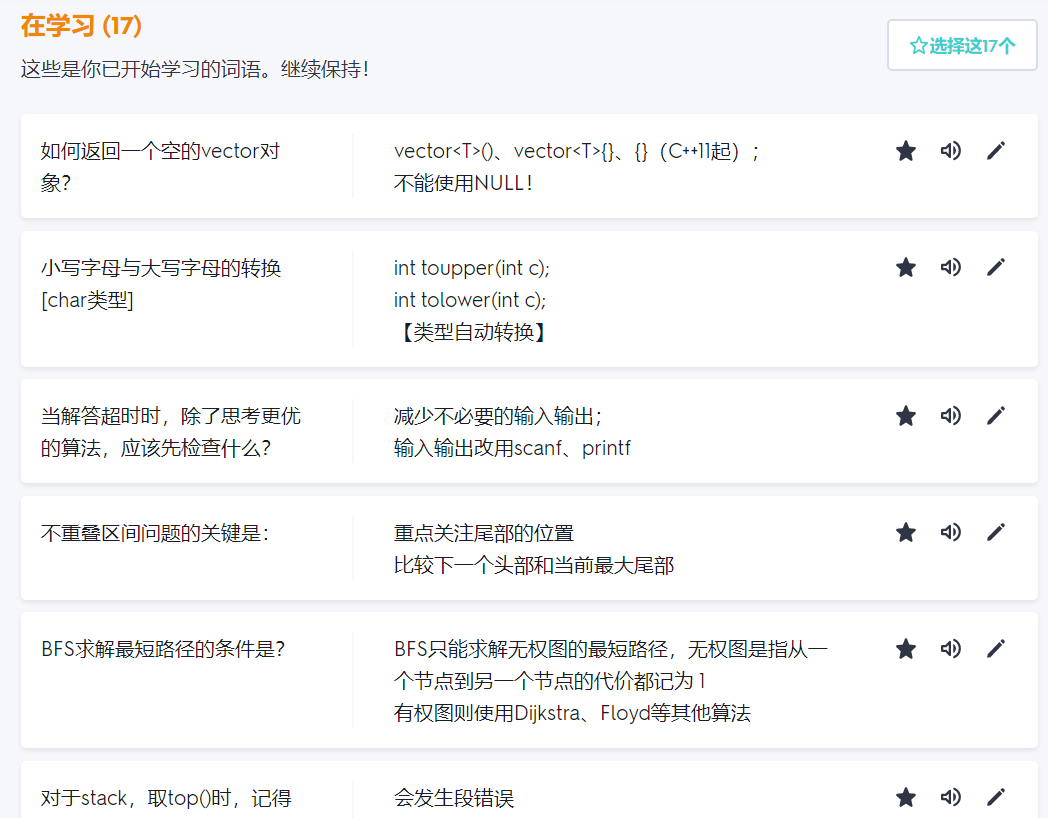 在学习 (17)
☆选择这17个
这些是你已开始学习的词语。继续保持！
如何返回一个空的vector对
象？
vector<T>()、vector<T>{}、{}（C++11起）；
不能使用NULL！
小写字母与大写字母的转换
[char类型]
int toupper(int c);
int tolower(int c);
【类型自动转换】
当解答超时时，除了思考更优
的算法，应该先检查什么？
减少不必要的输入输出；
输入输出改用scanf、printf
不重叠区间问题的关键是：
重点关注尾部的位置
比较下一个头部和当前最大尾部
BFS求解最短路径的条件是？
BFS只能求解无权图的最短路径，无权图是指从一
个节点到另一个节点的代价都记为 1
有权图则使用Dijkstra、Floyd等其他算法
对于stack，取top()时，记得
会发生段错误